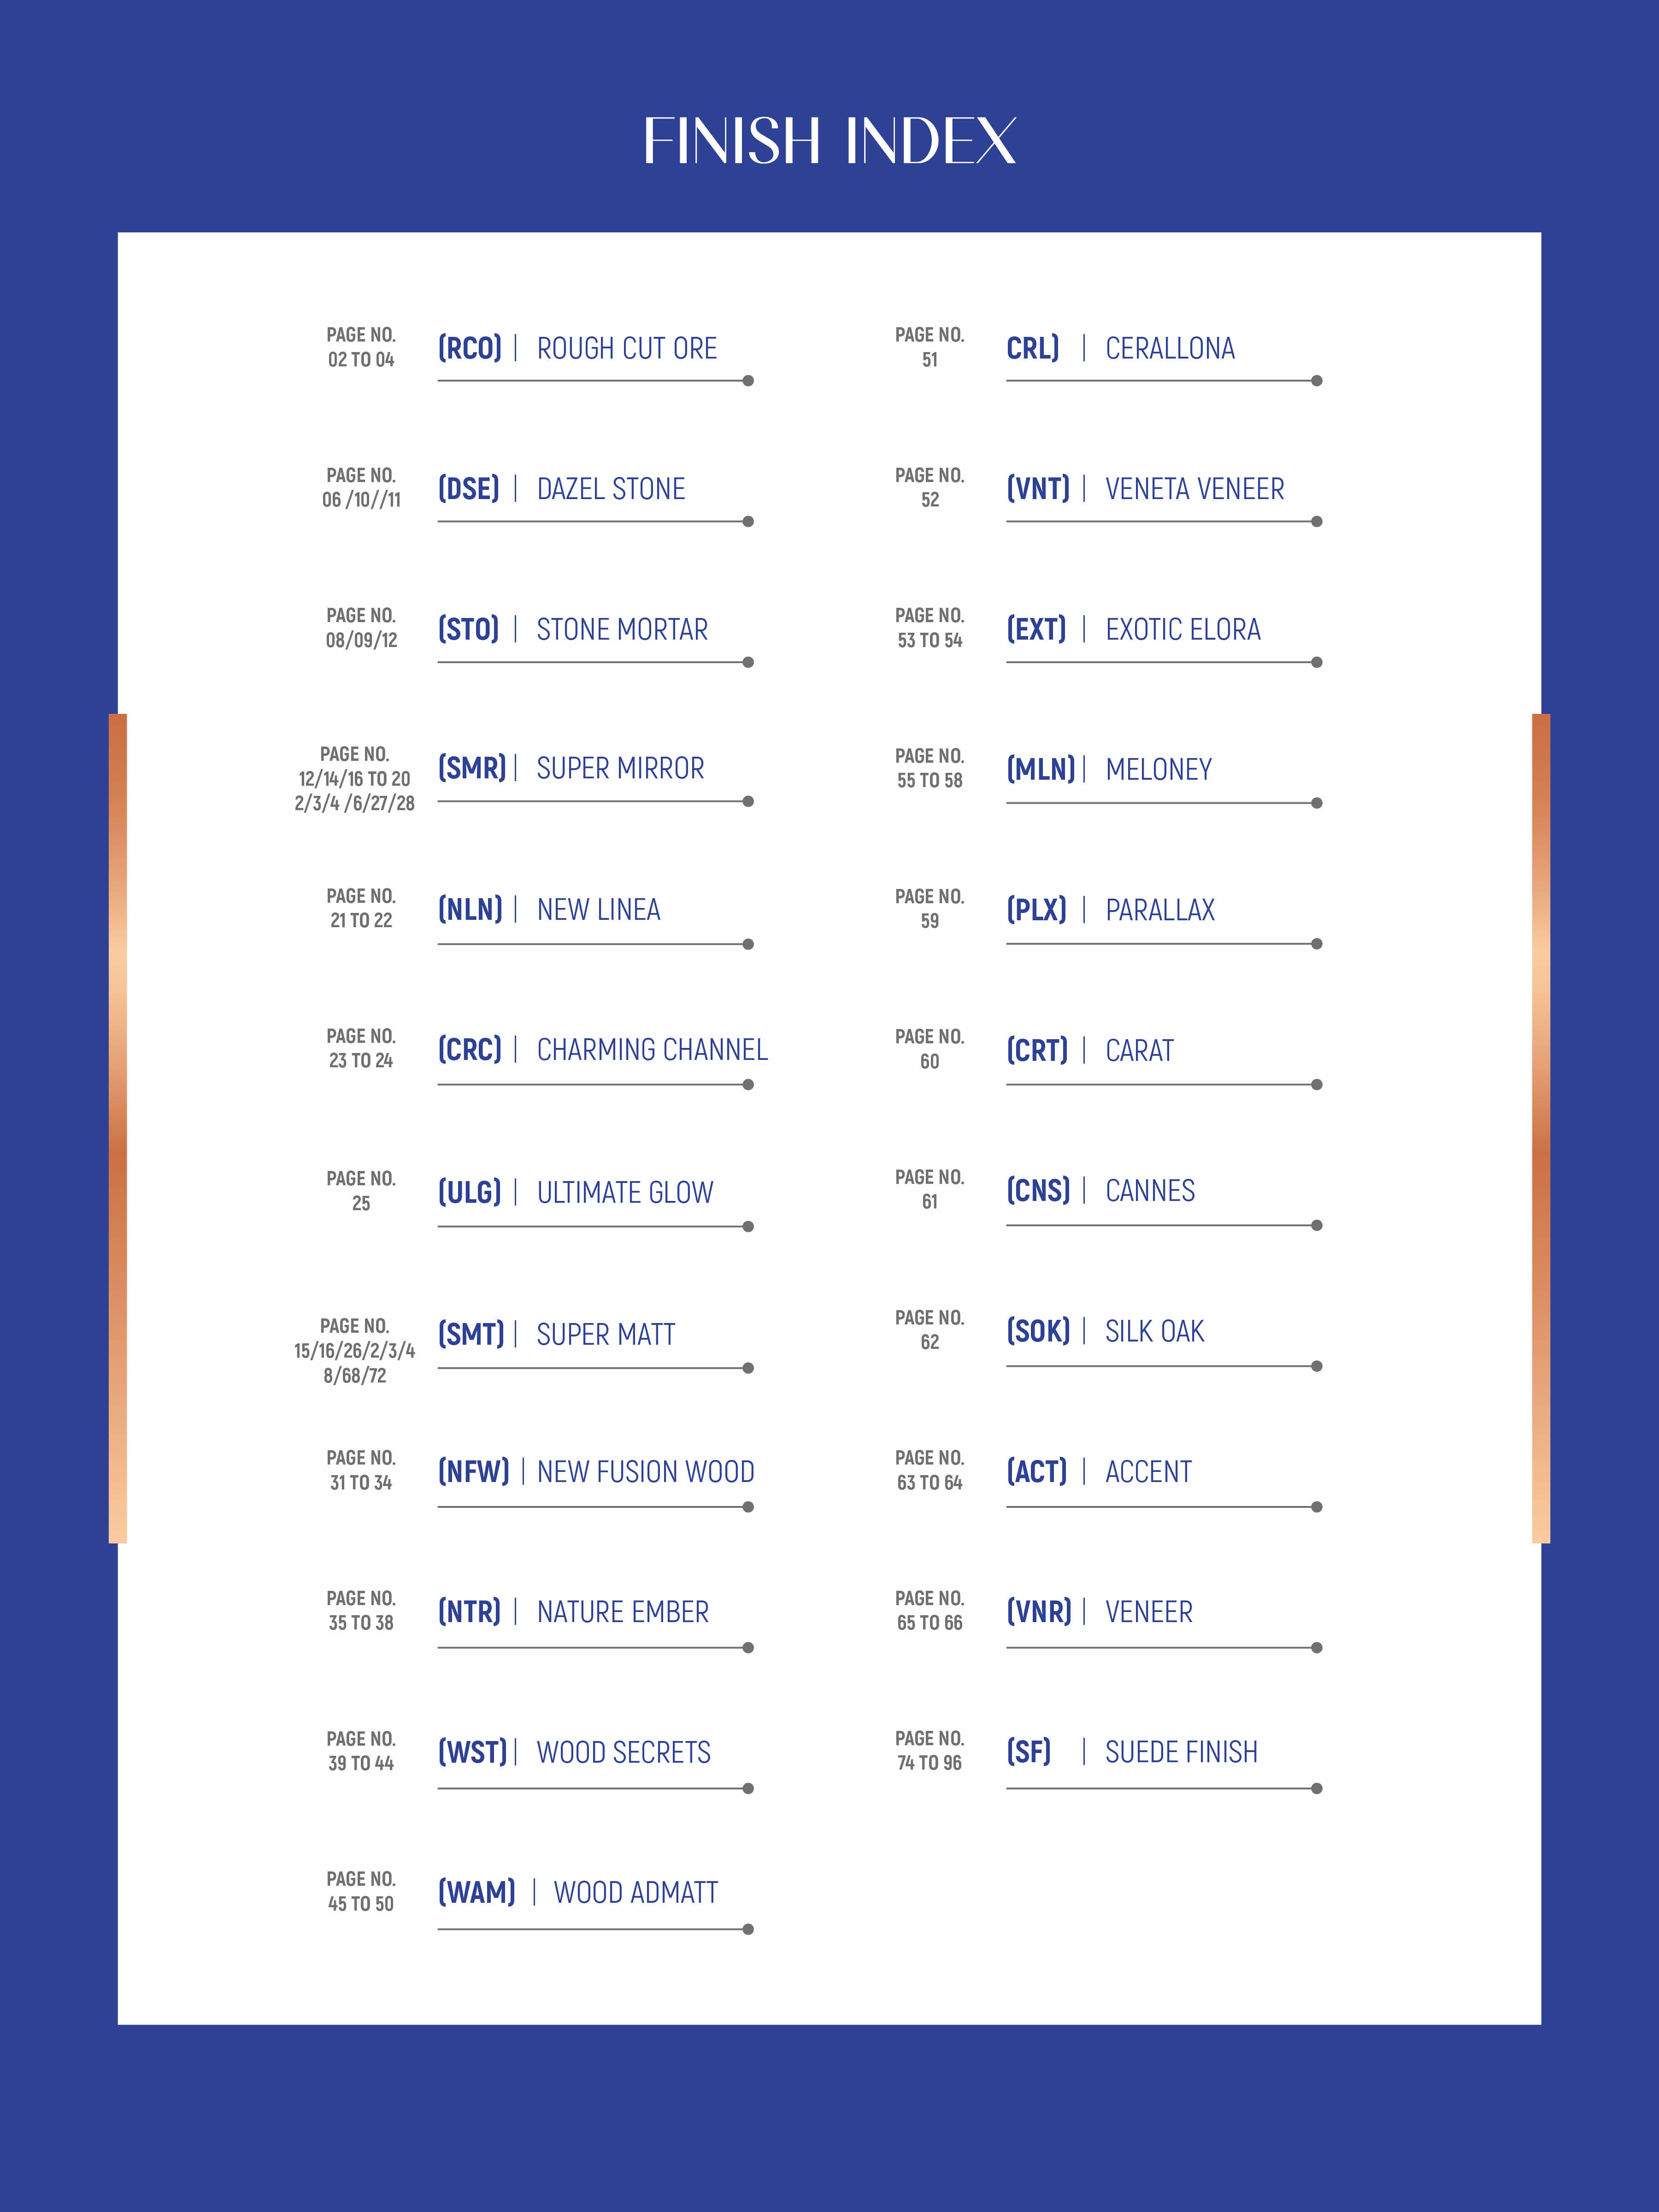 FINISH INDEX
PAGE NO.
02 TO 04
(RCO) | ROUGH CUT ORE
PAGE NO.
06 /10//11
(DSE) | DAZEL STONE
PAGE NO.
08/09/12
(STO) | STONE MORTAR
PAGE NO.
12/14/16 TO 20
2/3/4 /6/27/28
(SMR) | SUPER MIRROR
PAGE NO.
21 TO 22
(NLN) | NEW LINEA
PAGE NO.
23 TO 24
(CRC) | CHARMING CHANNEL
PAGE NO.
25
(ULG) | ULTIMATE GLOW
PAGE NO.
15/16/26/2/3/4
8/68/72
(SMT) | SUPER MATT
PAGE NO.
31 TO 34
(NFW) | NEW FUSION WOOD
PAGE NO.
35 TO 38
(NTR) | NATURE EMBER
PAGE NO.
39 TO 44
(WST) | WOOD SECRETS
PAGE NO.
45 TO 50
(WAM) | WOOD ADMATT
PAGE NO.
51
CRL) | CERALLONA
PAGE NO.
52
(VNT) | VENETA VENEER
PAGE NO.
53 TO 54
(EXT) | EXOTIC ELORA
PAGE NO.
55 TO 58
(MLN) | MELONEY
PAGE NO.
59
(PLX) | PARALLAX
PAGE NO.
60
(CRT) | CARAT
PAGE NO.
61
(CNS) | CANNES
PAGE NO.
62
(SOK) | SILK OAK
PAGE NO.
63 TO 64
(ACT) | ACCENT
PAGE NO.
65 TO 66
(VNR) | VENEER
PAGE NO.
74 TO 96
(SF) | SUEDE FINISH